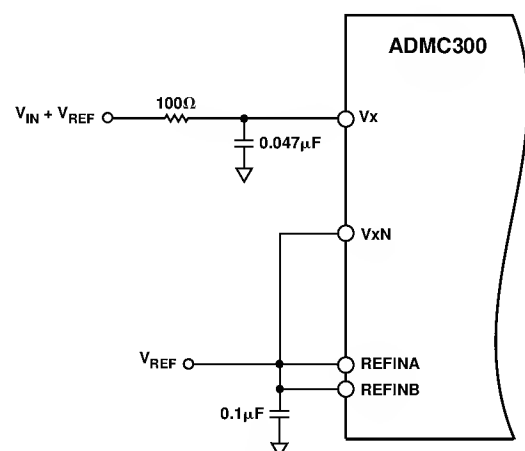 ADMC300
100Ω
V_IN + V_REF
Vx
0.047µF
VxN
V_REF
REFINA
REFINB
0.1µF